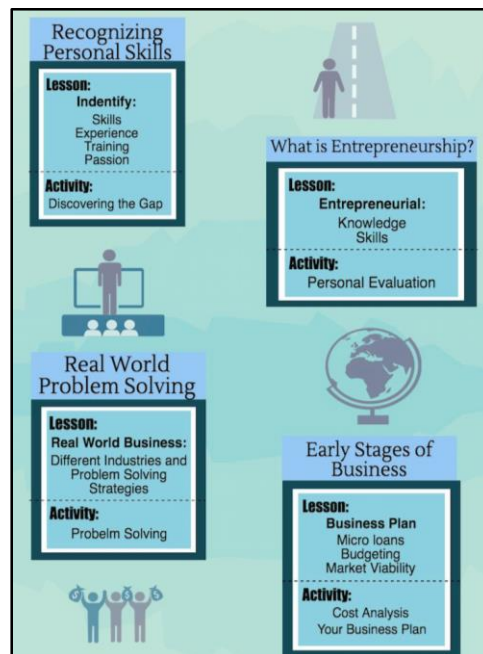 Recognizing
Personal Skills
Lesson:
Indentify:
Skills
Experience
Training
Passion
Activity:
Discovering the Gap
What is Entrepreneurship?
Lesson:
Entrepreneurial:
Knowledge
Skills
Activity:
Personal Evaluation
Real World
Problem Solving
Lesson:
Real World Business:
Different Industries and
Problem Solving
Strategies
Activity:
Probelm Solving
Early Stages of
Business
Lesson:
Business Plan
Micro loans
Budgeting
Market Viability
Activity:
Cost Analysis
Your Business Plan